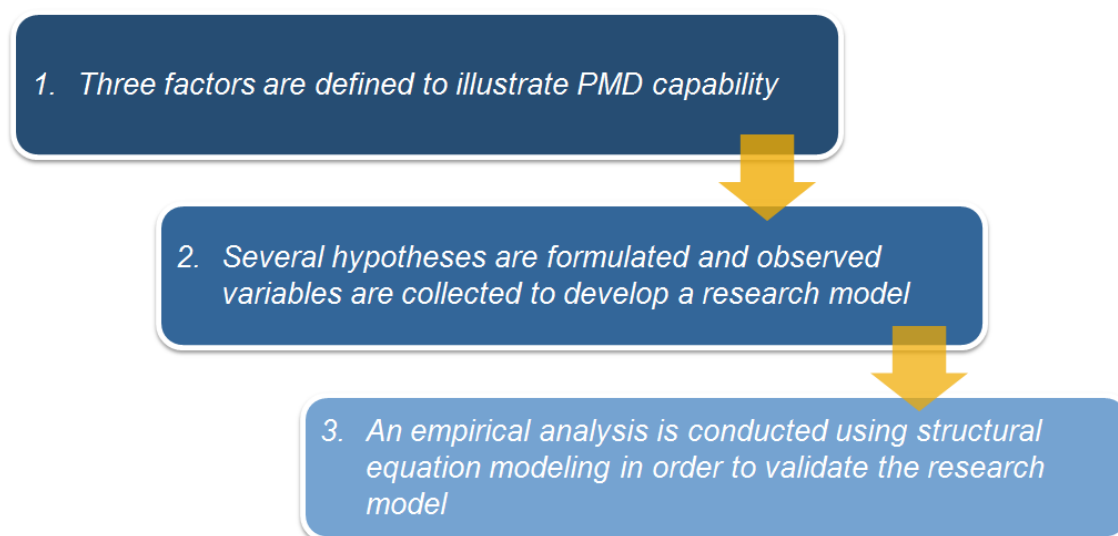 1. Three factors are defined to illustrate PMD capability
2. Several hypotheses are formulated and observed
variables are collected to develop a research model
3. An empirical analysis is conducted using structural
equation modeling in order to validate the research
model